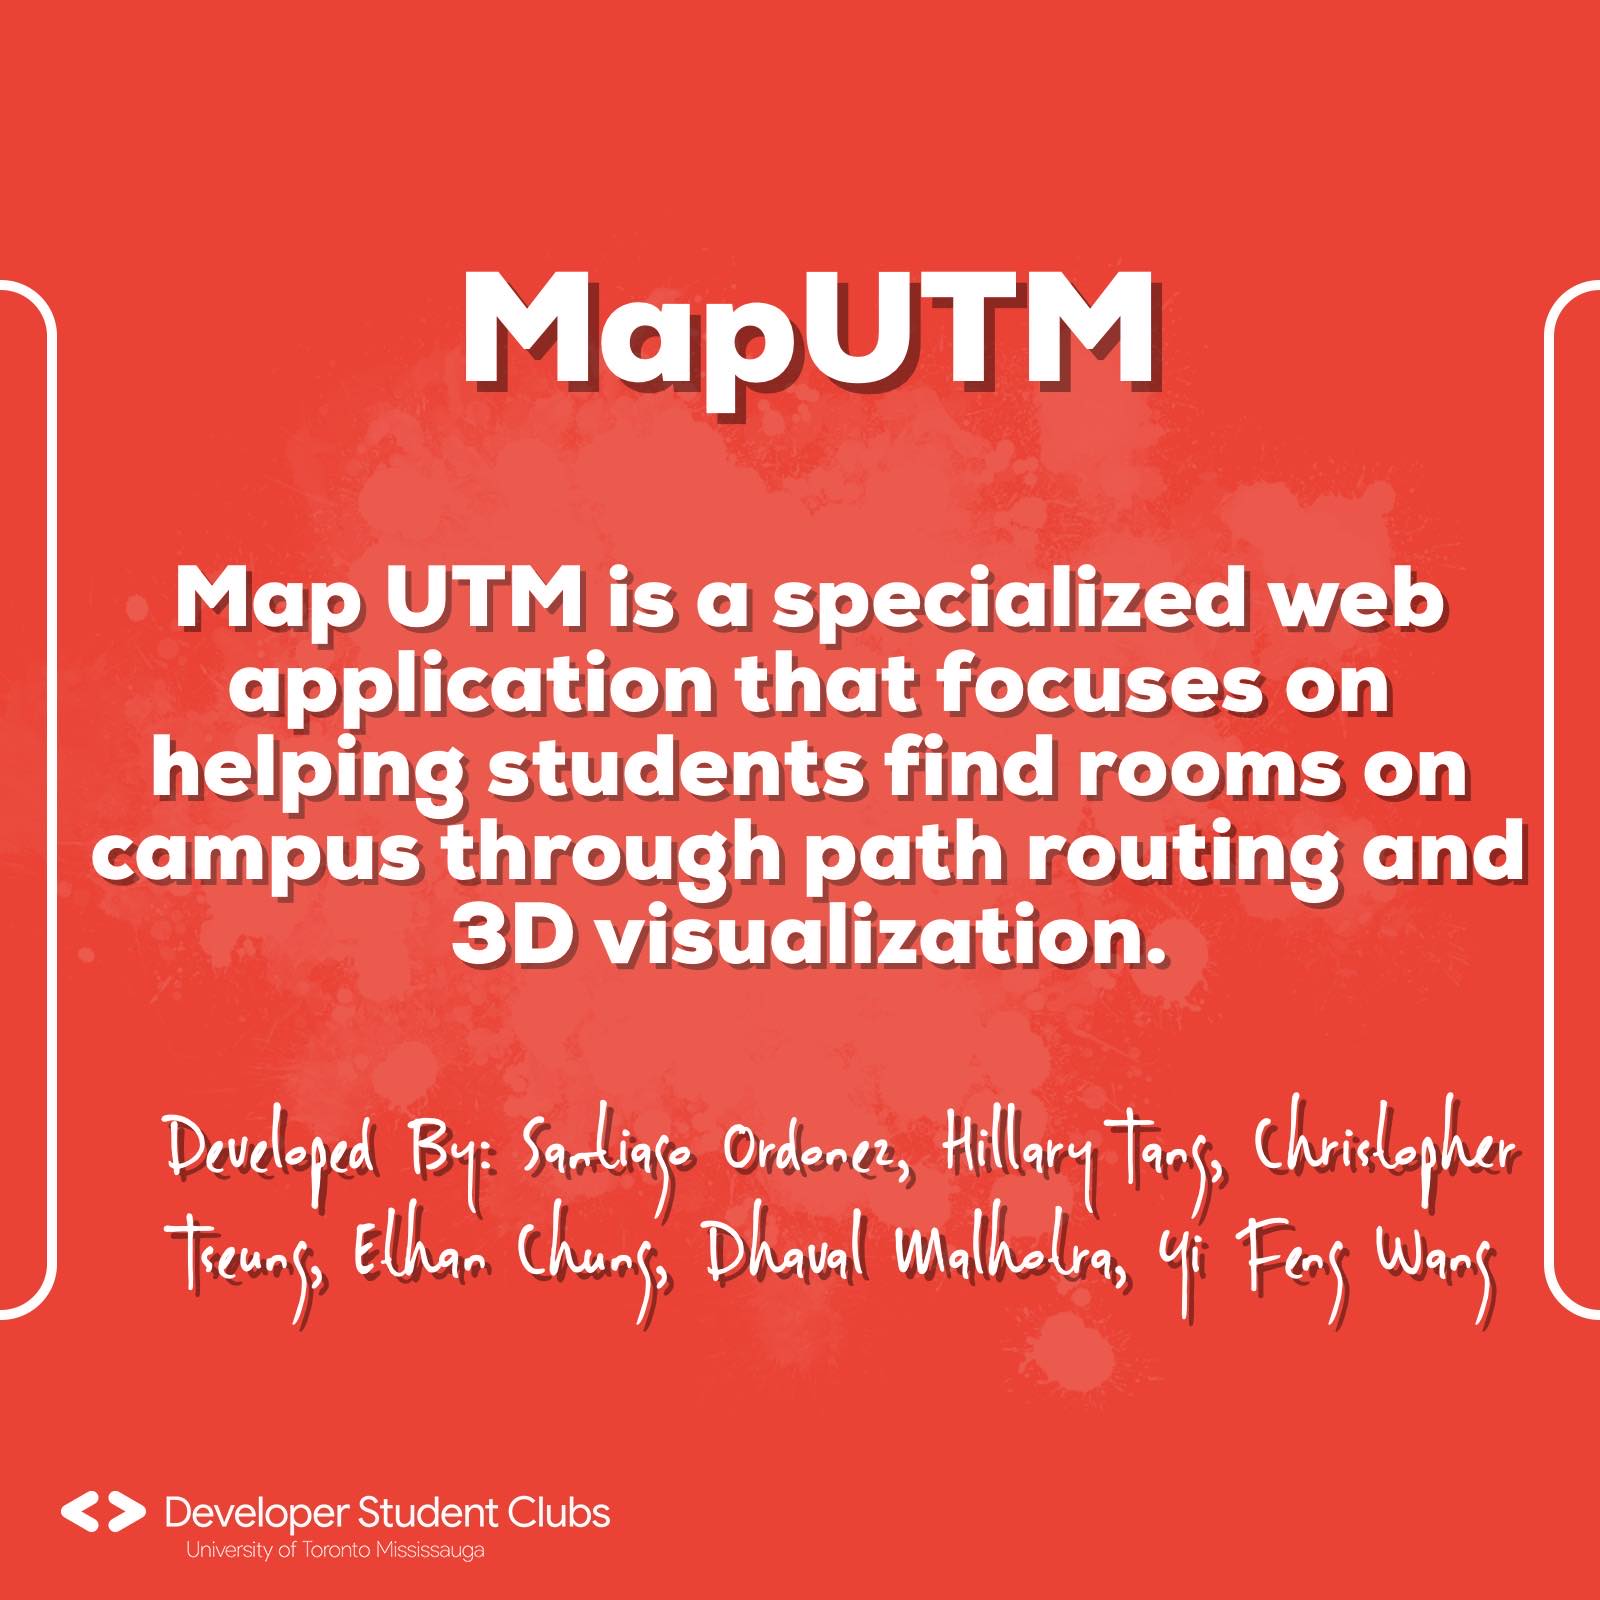 MapUTM
Map UTM is a specialized web
application that focuses on
helping students find rooms on
campus through path routing and
3D visualization.
Developed By: Santiago Ordonez, Hillary Tang, Christopher
Tseung, Ethan Chung, Dhaval Malhotra, Yi Feng Wang
Developer Student Clubs
University of Toronto Mississauga